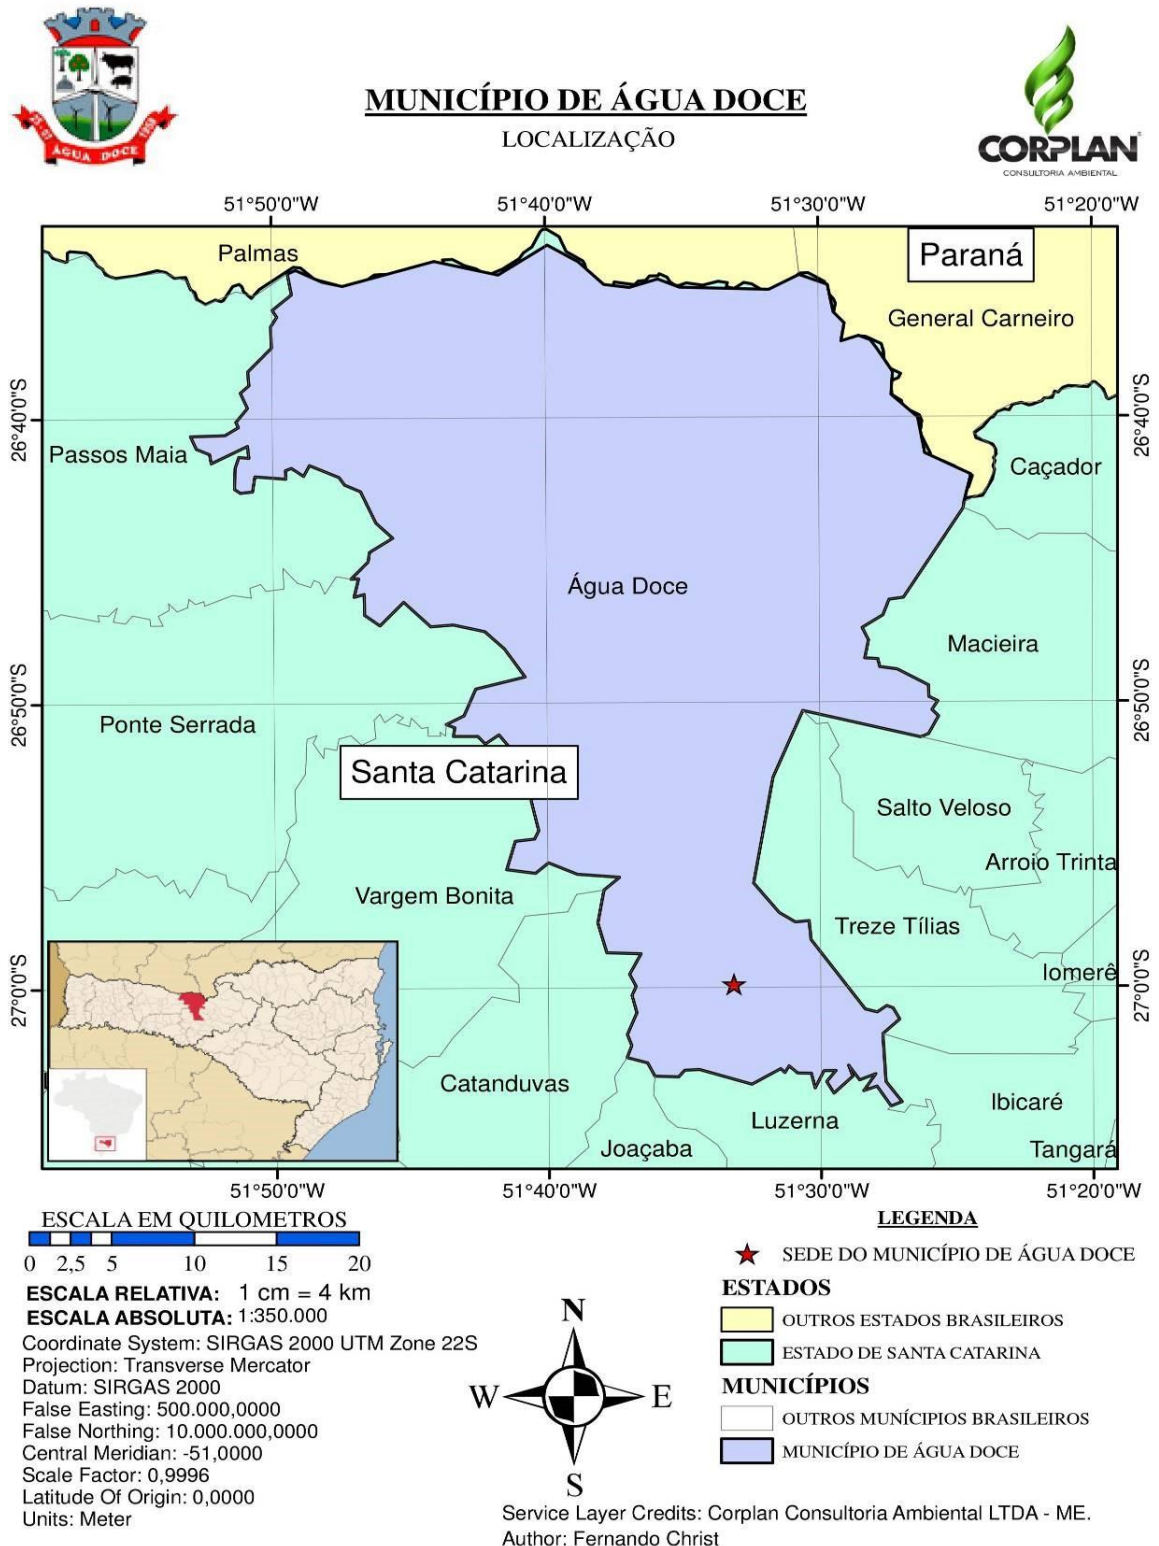 25-07
1958
ÁGUA DOCE
MUNICÍPIO DE ÁGUA DOCE
LOCALIZAÇÃO
CORPLAN
CONSULTORIA AMBIENTAL
51°50'0"W
51°40'0"W
51°30'0"W
51°20'0"W
Palmas
Paraná
General Carneiro
26°40'0"S
26°40'0"S
Passos Maia
Caçador
Água Doce
Macieira
26°50'0"S
26°50'0"S
Ponte Serrada
Santa Catarina
Salto Veloso
Arroio Trinta
Vargem Bonita
Treze Tílias
Iomerê
27°0'0"S
27°0'0"S
Catanduvas
Ibicaré
Luzerna
Joaçaba
Tangará
51°50'0"W
51°40'0"W
51°30'0"W
51°20'0"W
ESCALA EM QUILOMETROS
0 2,5 5 10 15 20
ESCALA RELATIVA: 1 cm = 4 km
ESCALA ABSOLUTA: 1:350.000
Coordinate System: SIRGAS 2000 UTM Zone 22S
Projection: Transverse Mercator
Datum: SIRGAS 2000
False Easting: 500.000,0000
False Northing: 10.000.000,0000
Central Meridian: -51,0000
Scale Factor: 0,9996
Latitude Of Origin: 0,0000
Units: Meter
N
W
E
S
LEGENDA
SEDE DO MUNICÍPIO DE ÁGUA DOCE
ESTADOS
OUTROS ESTADOS BRASILEIROS
ESTADO DE SANTA CATARINA
MUNICÍPIOS
OUTROS MUNÍCIPIOS BRASILEIROS
MUNICÍPIO DE ÁGUA DOCE
Service Layer Credits: Corplan Consultoria Ambiental LTDA - ME.
Author: Fernando Christ